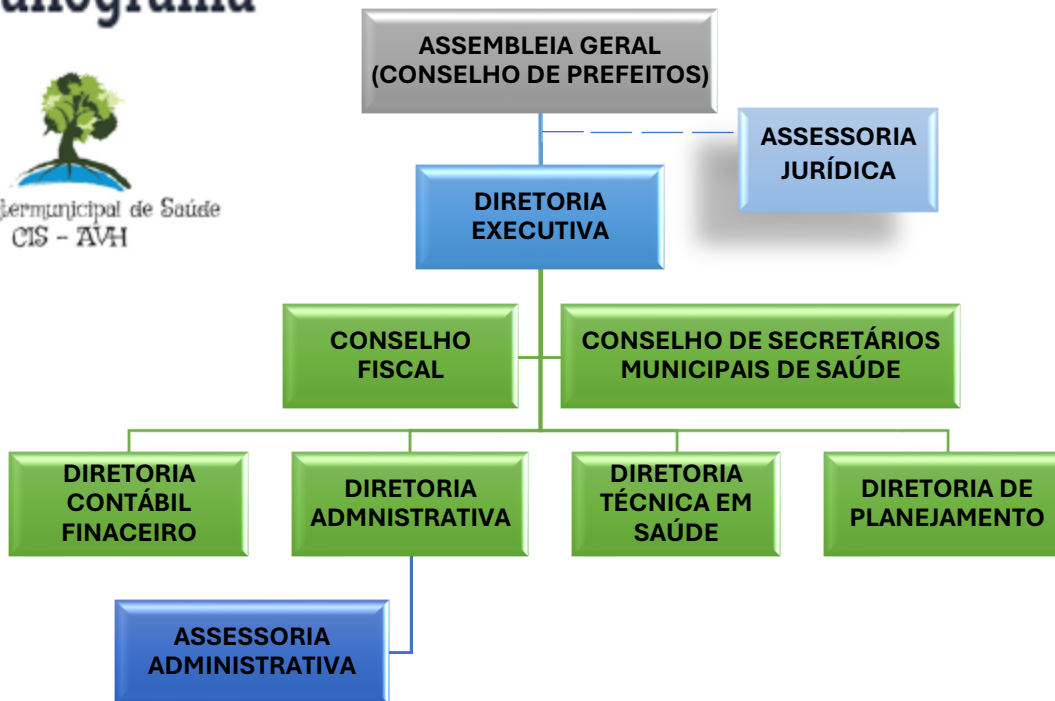 ASSEMBLEIA GERAL
(CONSELHO DE PREFEITOS)
ASSESSORIA
JURÍDICA
de Saúde
CIS - AVH
DIRETORIA
EXECUTIVA
CONSELHO
FISCAL
CONSELHO DE SECRETÁRIOS
MUNICIPAIS DE SAÚDE
DIRETORIA
CONTÁBIL
FINACEIRO
DIRETORIA
ADMNISTRATIVA
DIRETORIA
TÉCNICA EM
SAÚDE
DIRETORIA DE
PLANEJAMENTO
ASSESSORIA
ADMINISTRATIVA